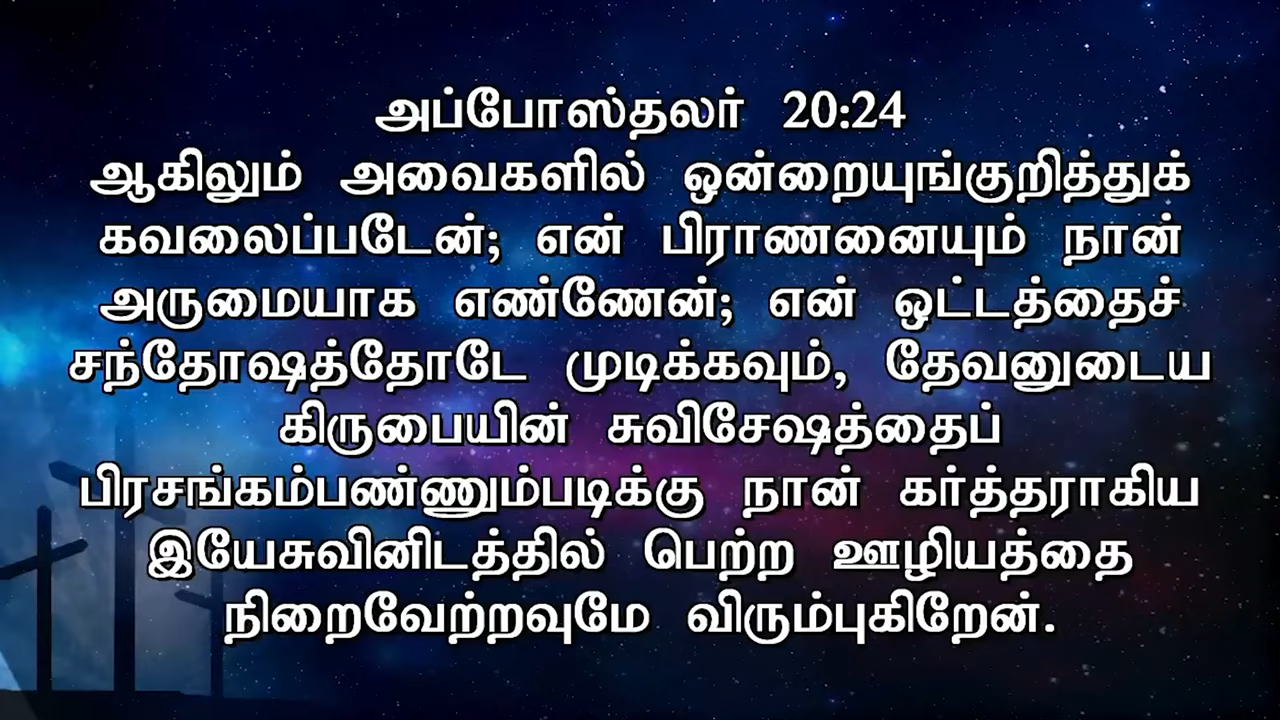 அப்போஸ்தலர் 20:24
ஆகிலும் அவைகளில் ஒன்றையுங்குறித்துக்
கவலைப்படேன்; என் பிராணனையும் நான்
அருமையாக எண்ணேன்; என் ஒட்டத்தைச்
சந்தோஷத்தோடே முடிக்கவும், தேவனுடைய
கிருபையின் சுவிசேஷத்தைப்
பிரசங்கம்பண்ணும்படிக்கு நான் கர்த்தராகிய
இயேசுவினிடத்தில் பெற்ற ஊழியத்தை
நிறைவேற்றவுமே விரும்புகிறேன்.